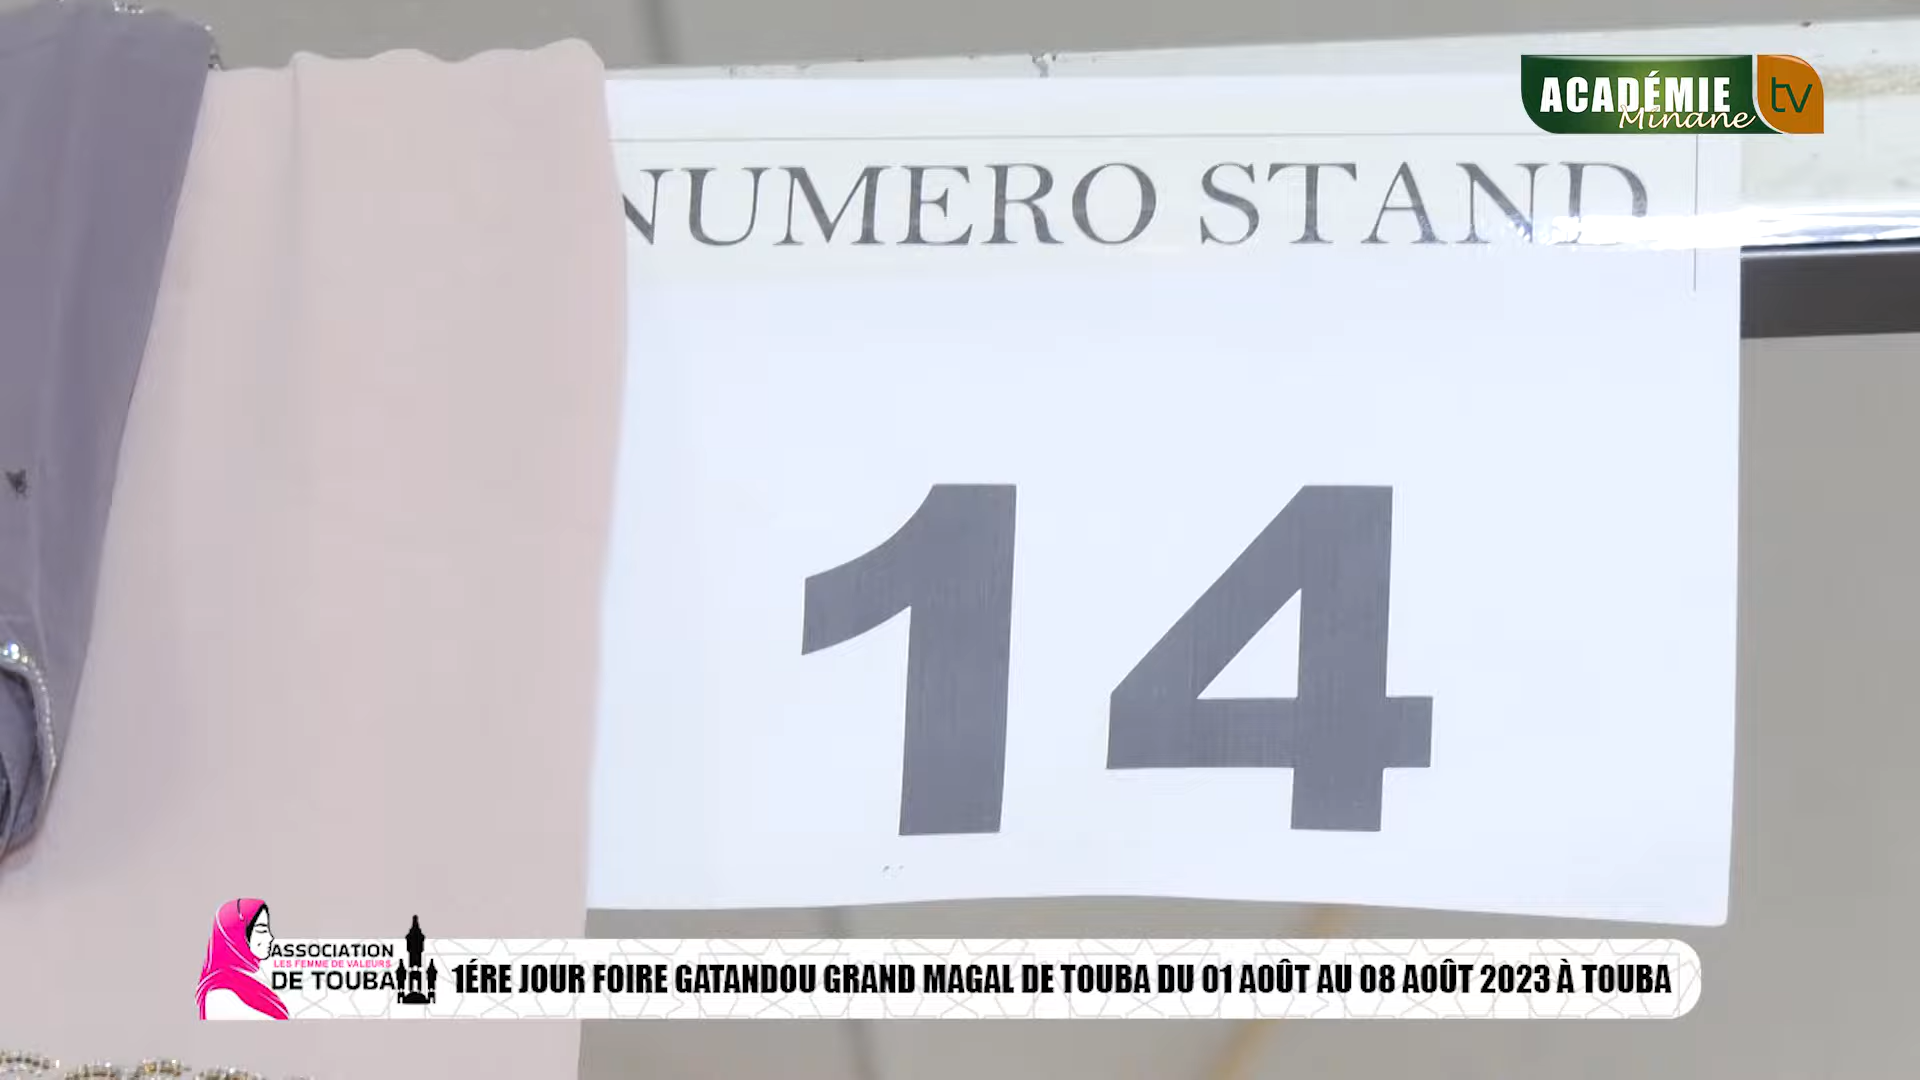 ACADÉMIE tv
Minane
NUMERO STAND
14
ASSOCIATION
LES FEMME DE VALEURS
DE TOUBA
1ÉRE JOUR FOIRE GATANDOU GRAND MAGAL DE TOUBA DU 01 AOÛT AU 08 AOÛT 2023 À TOUBA